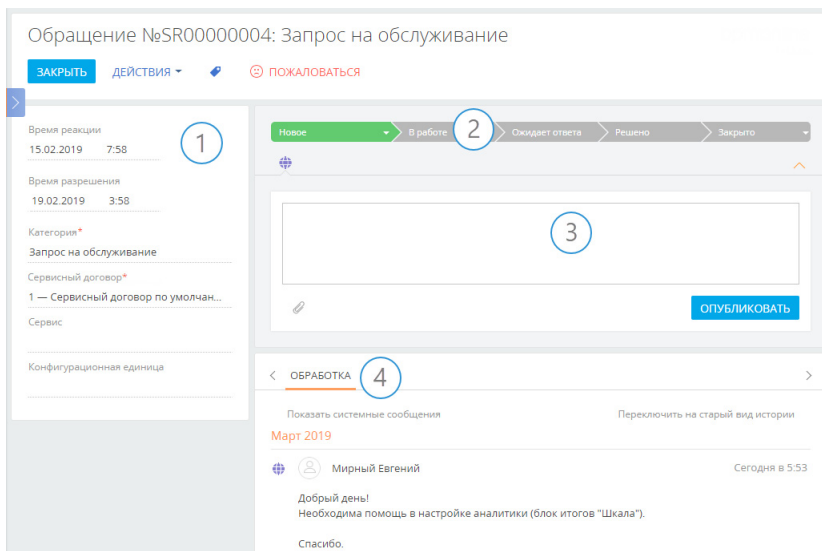 Обращение №SR00000004: Запрос на обслуживание
ЗАКРЫТЬ ДЕЙСТВИЯ ПОЖАЛОВАТЬСЯ
Время реакции
15.02.2019 7:58
1
Время разрешения
19.02.2019 3:58
Категория*
Запрос на обслуживание
Сервисный договор*
1 — Сервисный договор по умолчан...
Сервис
Конфигурационная единица
Новое В работе 2 Ожидает ответа Решено Закрыто
3
ОПУБЛИКОВАТЬ
ОБРАБОТКА 4
Показать системные сообщения Переключить на старый вид истории
Март 2019
Мирный Евгений Сегодня в 5:53
Добрый день!
Необходима помощь в настройке аналитики (блок итогов "Шкала").
Спасибо.